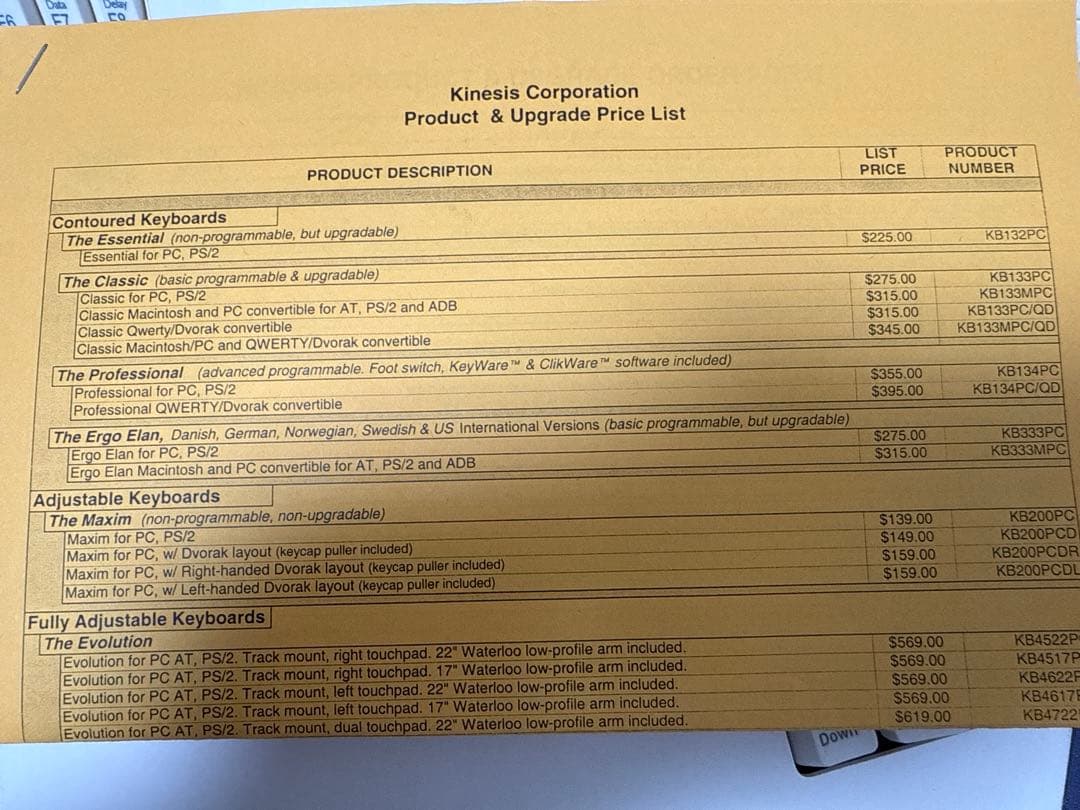 Data
Delay
F6
F7
Kinesis Corporation
Product & Upgrade Price List
PRODUCT DESCRIPTION LIST PRICE PRODUCT NUMBER
Contoured Keyboards
The Essential (non-programmable, but upgradable)
Essential for PC, PS/2 $225.00 KB132PC
The Classic (basic programmable & upgradable)
Classic for PC, PS/2 $275.00 KB133PC
Classic Macintosh and PC convertible for AT, PS/2 and ADB $315.00 KB133MPC
Classic Qwerty/Dvorak convertible $315.00 KB133PC/QD
Classic Macintosh/PC and QWERTY/Dvorak convertible $345.00 KB133MPC/QD
The Professional (advanced programmable. Foot switch, KeyWare™ & ClikWare™ software included)
Professional for PC, PS/2 $355.00 KB134PC
Professional QWERTY/Dvorak convertible $395.00 KB134PC/QD
The Ergo Elan, Danish, German, Norwegian, Swedish & US International Versions (basic programmable, but upgradable)
Ergo Elan for PC, PS/2 $275.00 KB333PC
Ergo Elan Macintosh and PC convertible for AT, PS/2 and ADB $315.00 KB333MPC
Adjustable Keyboards
The Maxim (non-programmable, non-upgradable)
Maxim for PC, PS/2 $139.00 KB200PC
Maxim for PC, w/ Dvorak layout (keycap puller included) $149.00 KB200PCD
Maxim for PC, w/ Right-handed Dvorak layout (keycap puller included) $159.00 KB200PCDR
Maxim for PC, w/ Left-handed Dvorak layout (keycap puller included) $159.00 KB200PCDL
Fully Adjustable Keyboards
The Evolution
Evolution for PC AT, PS/2. Track mount, right touchpad. 22" Waterloo low-profile arm included. $569.00 KB4522P
Evolution for PC AT, PS/2. Track mount, right touchpad. 17" Waterloo low-profile arm included. $569.00 KB4517P
Evolution for PC AT, PS/2. Track mount, left touchpad. 22" Waterloo low-profile arm included. $569.00 KB4622P
Evolution for PC AT, PS/2. Track mount, left touchpad. 17" Waterloo low-profile arm included. $569.00 KB4617
Evolution for PC AT, PS/2. Track mount, dual touchpad. 22" Waterloo low-profile arm included. $619.00 KB4722
Down